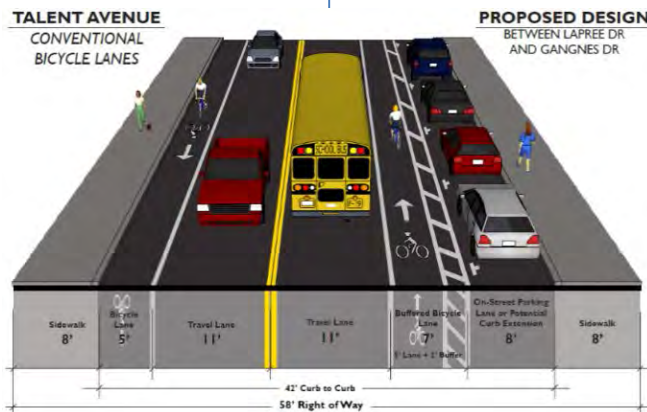 TALENT AVENUE
CONVENTIONAL
BICYCLE LANES
PROPOSED DESIGN
BETWEEN LAPREE DR
AND GANGNES DR
Sidewalk
8'
Bicycle
Lane
5'
Travel Lane
11'
Travel Lane
11'
Buffered Bicycle
Lane
7'
5' Lane + 2' Buffer
On-Street Parking
Lane or Potential
Curb Extension
8'
Sidewalk
8'
42' Curb to Curb
58' Right of Way